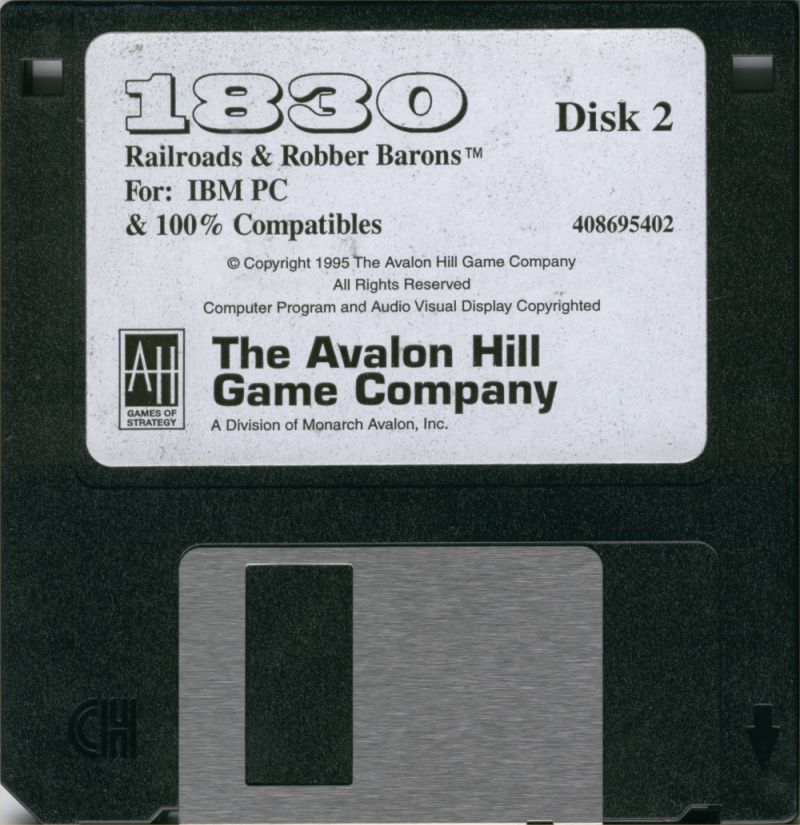 1830
Disk 2
Railroads & Robber Barons™
For: IBM PC
& 100% Compatibles
408695402
© Copyright 1995 The Avalon Hill Game Company
All Rights Reserved
Computer Program and Audio Visual Display Copyrighted
AH
GAMES OF
STRATEGY
The Avalon Hill
Game Company
A Division of Monarch Avalon, Inc.
CH